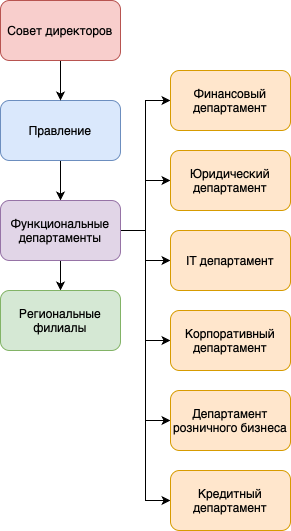 Совет директоров
Правление
Функциональные
департаменты
Региональные
филиалы
Финансовый
департамент
Юридический
департамент
IT департамент
Корпоративный
департамент
Департамент
розничного бизнеса
Кредитный
департамент